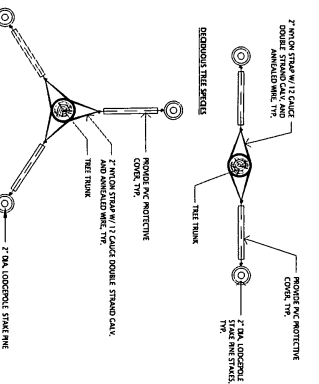 2" NYLON STRAP W/ 12 GAUGE
DOUBLE STRAND GALV. AND
ANNEALED WIRE, TYP.
PROVIDE PVC PROTECTIVE
COVER, TYP.
TREE TRUNK
2" DIA. LODGEPOLE
STAKE PINE STAKES,
TYP.
DECIDUOUS TREE SPECIES
PROVIDE PVC PROTECTIVE
COVER, TYP.
2" NYLON STRAP W/ 12 GAUGE DOUBLE STRAND GALV.
AND ANNEALED WIRE, TYP.
TREE TRUNK
2" DIA. LODGEPOLE STAKE PINE